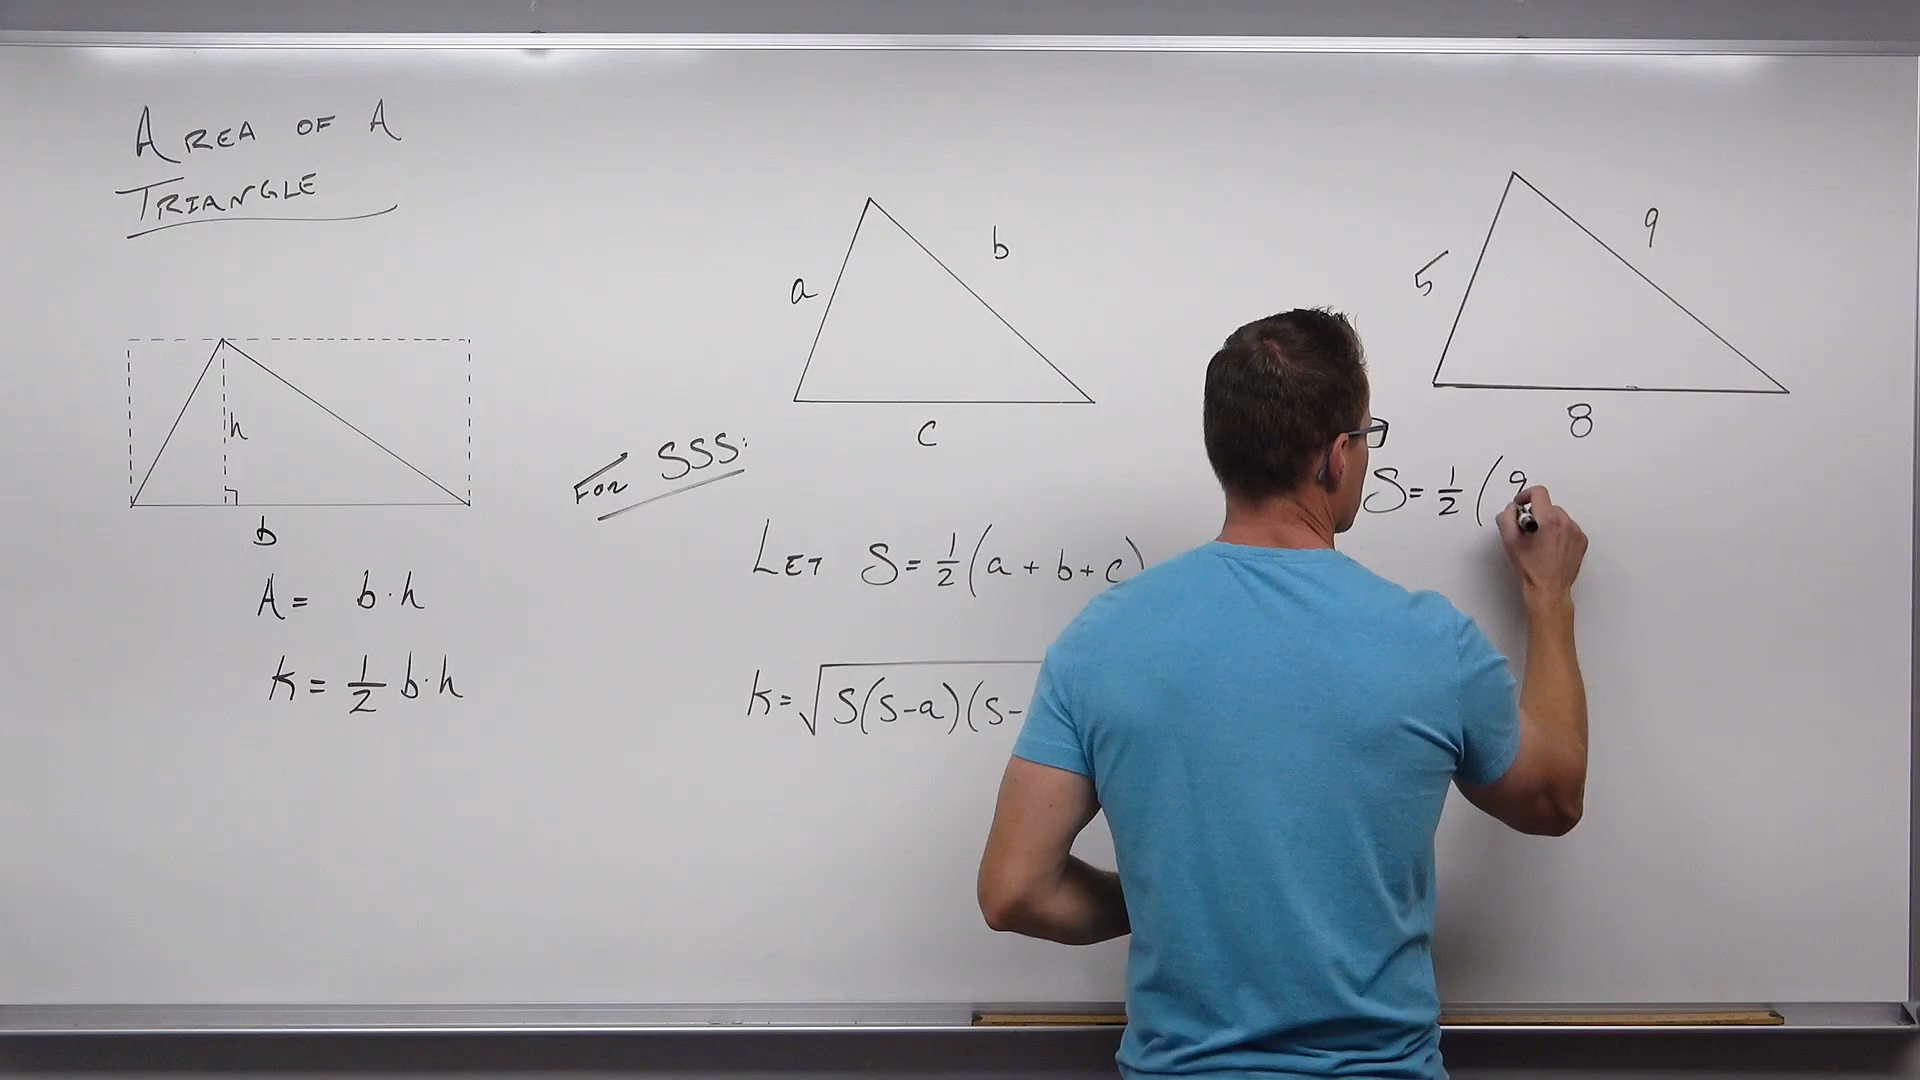 AREA OF A
TRIANGLE
h
b
A = b·h
K = 1/2 b·h
a
b
c
FOR SSS:
LET S = 1/2 (a + b + c)
K = √S(S-a)(S-
5
9
8
S = 1/2 (9